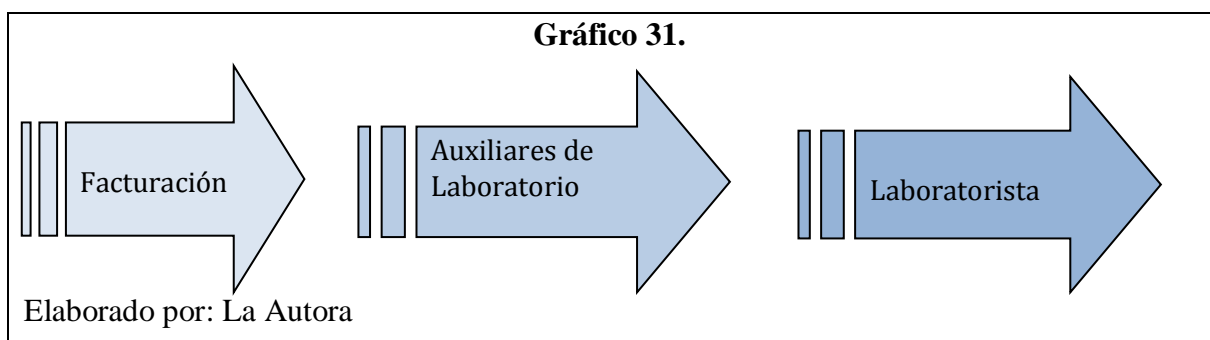 Gráfico 31.
Facturación
Auxiliares de
Laboratorio
Laboratorista
Elaborado por: La Autora